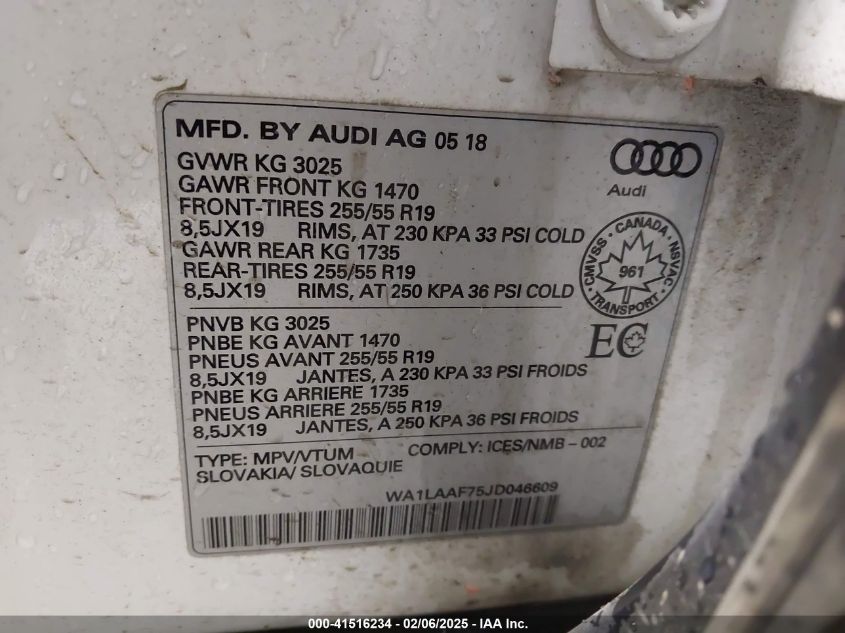 MFD. BY AUDI AG 05 18
GVWR KG 3025
GAWR FRONT KG 1470
FRONT-TIRES 255/55 R19
8,5JX19 RIMS, AT 230 KPA 33 PSI COLD
GAWR REAR KG 1735
REAR-TIRES 255/55 R19
8,5JX19 RIMS, AT 250 KPA 36 PSI COLD
Audi
CMVSS · CANADA · NSVAC
961
· TRANSPORT ·
PNVB KG 3025
PNBE KG AVANT 1470
PNEUS AVANT 255/55 R19
8,5JX19 JANTES, A 230 KPA 33 PSI FROIDS
PNBE KG ARRIERE 1735
PNEUS ARRIERE 255/55 R19
8,5JX19 JANTES, A 250 KPA 36 PSI FROIDS
EC
TYPE: MPV/VTUM COMPLY: ICES/NMB – 002
SLOVAKIA/ SLOVAQUIE
WA1LAAF75JD046609
000-41516234 - 02/06/2025 - IAA Inc.